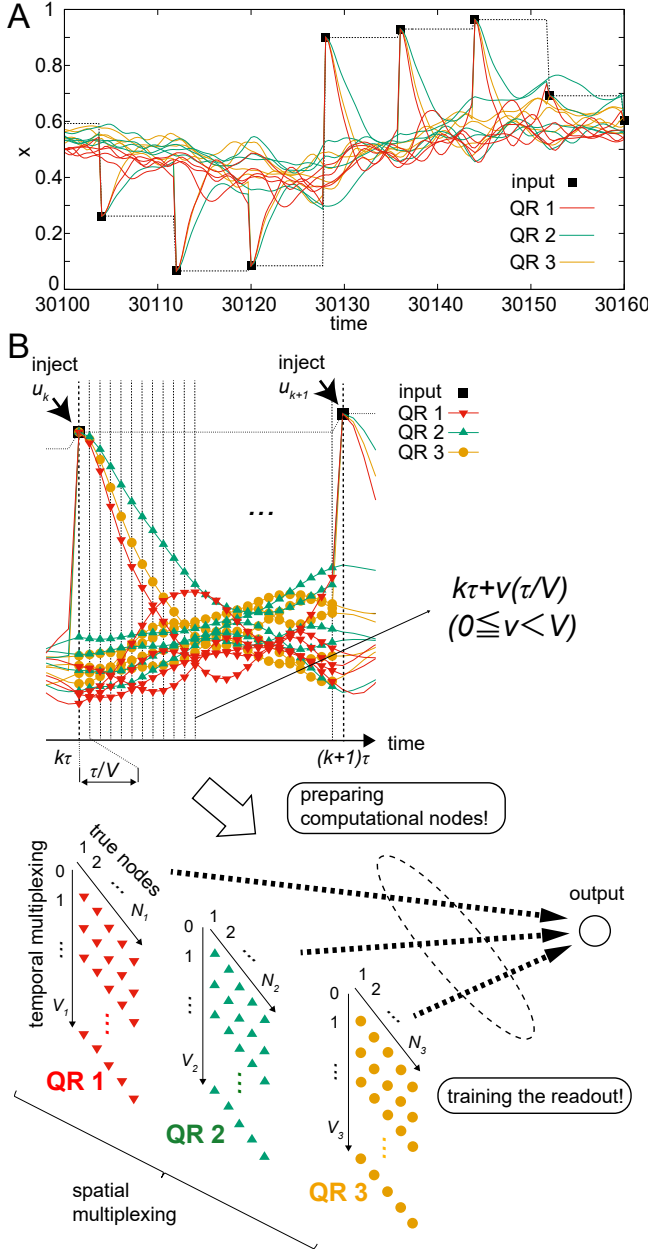 A
1
0.8
0.6
0.4
0.2
0
x
30100 30110 30120 30130 30140 30150 30160
time
input
QR 1
QR 2
QR 3
B
inject
u_k
inject
u_{k+1}
input
QR 1
QR 2
QR 3
...
kτ+v(τ/V)
(0≦v<V)
kτ
τ/V
(k+1)τ
time
preparing
computational nodes!
temporal multiplexing
true nodes
0
1
...
V_1
1
2
...
N_1
...
QR 1
0
1
...
V_2
1
2
...
N_2
...
QR 2
0
1
...
V_3
1
2
...
N_3
...
QR 3
output
training the readout!
spatial
multiplexing